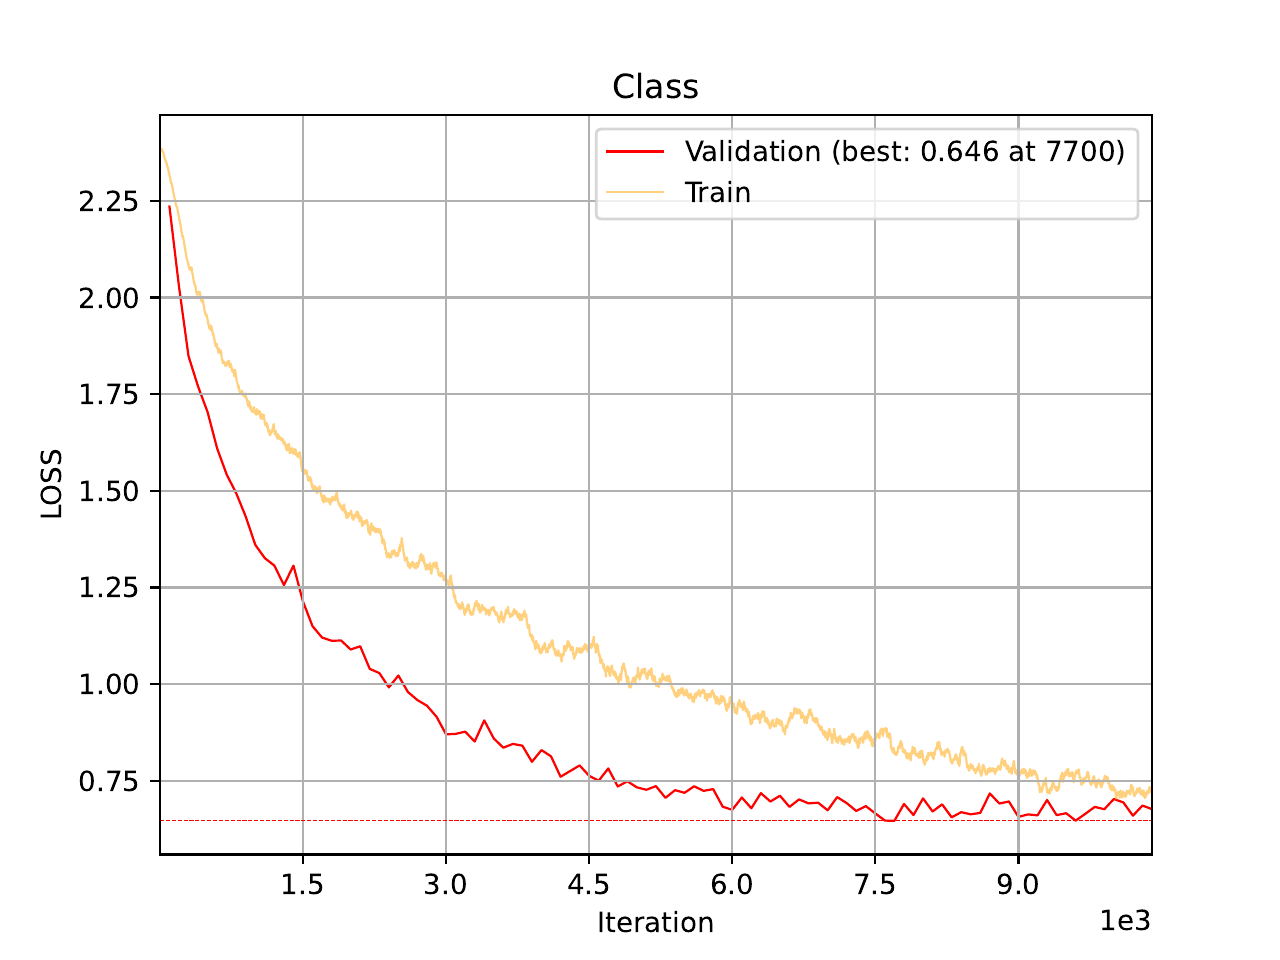 Class
Validation (best: 0.646 at 7700)
Train
2.25
2.00
1.75
1.50
1.25
1.00
0.75
LOSS
1.5 3.0 4.5 6.0 7.5 9.0
Iteration
1e3